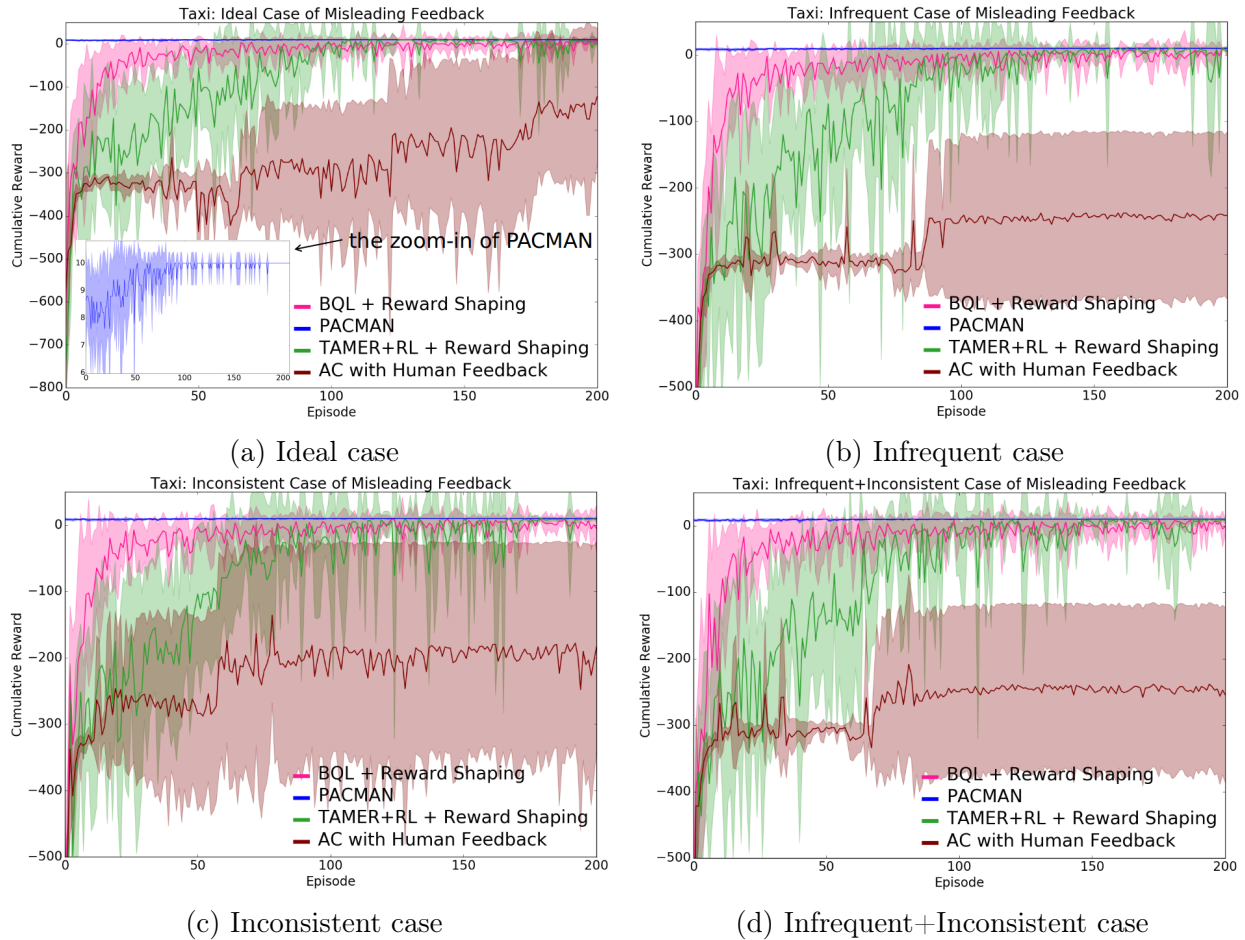 Taxi: Ideal Case of Misleading Feedback
0
−100
−200
−300
−400
−500
−600
−700
−800
Cumulative Reward
the zoom-in of PACMAN
10
9
8
7
6
0 50 100 150 200
BQL + Reward Shaping
PACMAN
TAMER+RL + Reward Shaping
AC with Human Feedback
0 50 100 150 200
Episode
(a) Ideal case
Taxi: Infrequent Case of Misleading Feedback
0
−100
−200
−300
−400
−500
Cumulative Reward
BQL + Reward Shaping
PACMAN
TAMER+RL + Reward Shaping
AC with Human Feedback
0 50 100 150 200
Episode
(b) Infrequent case
Taxi: Inconsistent Case of Misleading Feedback
0
−100
−200
−300
−400
−500
Cumulative Reward
BQL + Reward Shaping
PACMAN
TAMER+RL + Reward Shaping
AC with Human Feedback
0 50 100 150 200
Episode
(c) Inconsistent case
Taxi: Infrequent+Inconsistent Case of Misleading Feedback
0
−100
−200
−300
−400
−500
Cumulative Reward
BQL + Reward Shaping
PACMAN
TAMER+RL + Reward Shaping
AC with Human Feedback
0 50 100 150 200
Episode
(d) Infrequent+Inconsistent case